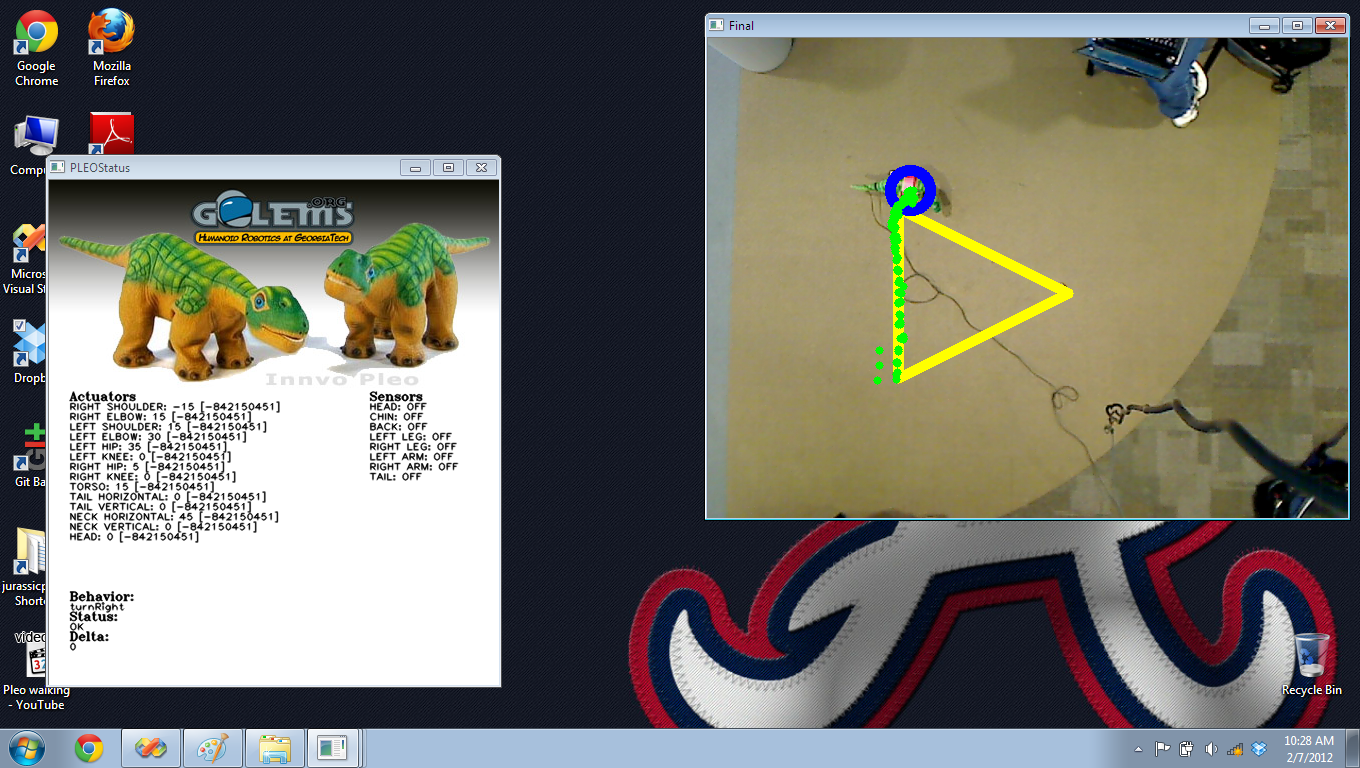 Google
Chrome
Mozilla
Firefox
Comp
Micros
Visual St
Dropb
GIT
Git Ba
jurassicp
Shortc
video
32
Pleo walking
- YouTube
PLEOStatus
GOLEMS
.ORG
HUMANOID ROBOTICS AT GEORGIATECH
Innvo Pleo
Actuators
RIGHT SHOULDER: -15 [-842150451]
RIGHT ELBOW: 15 [-842150451]
LEFT SHOULDER: 15 [-842150451]
LEFT ELBOW: 30 [-842150451]
LEFT HIP: 35 [-842150451]
LEFT KNEE: 0 [-842150451]
RIGHT HIP: 5 [-842150451]
RIGHT KNEE: 0 [-842150451]
TORSO: 15 [-842150451]
TAIL HORIZONTAL: 0 [-842150451]
TAIL VERTICAL: 0 [-842150451]
NECK HORIZONTAL: 45 [-842150451]
NECK VERTICAL: 0 [-842150451]
HEAD: 0 [-842150451]
Sensors
HEAD: OFF
CHIN: OFF
BACK: OFF
LEFT LEG: OFF
RIGHT LEG: OFF
LEFT ARM: OFF
RIGHT ARM: OFF
TAIL: OFF
Behavior:
turnRight
Status:
OK
Delta:
0
Final
Recycle Bin
10:28 AM
2/7/2012